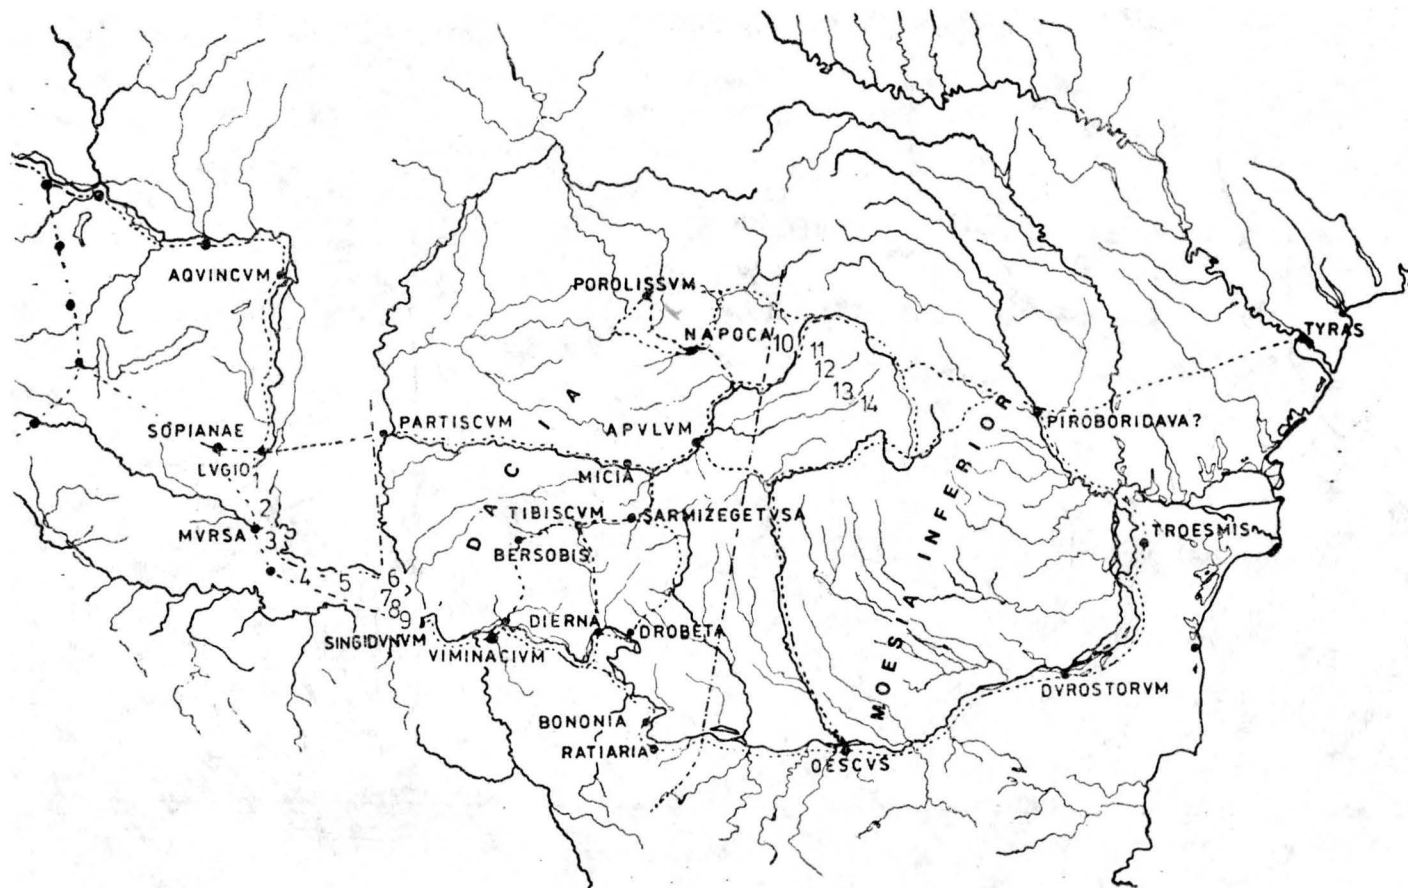 AQVINCVM
POROLISSVM
NAPOCA
10
11
12
13
14
TYRAS
SOPIANAE
LVGIO
PARTISCVM
APVLVM
PIROBORIDAVA?
MICIA
DACIA
TIBISCVM
SARMIZEGETVSA
BERSOBIS
MOESIA INFERIOR
TROESMIS
2
MVRSA
3
4
5
6
7
8
9
SINGIDVNVM
VIMINACIVM
DIERNA
DROBETA
DVROSTORVM
BONONIA
RATIARIA
OESCVS